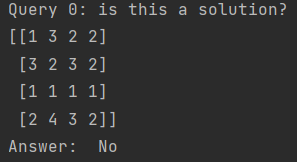 Query 0: is this a solution?
[[1 3 2 2]
 [3 2 3 2]
 [1 1 1 1]
 [2 4 3 2]]
Answer:  No